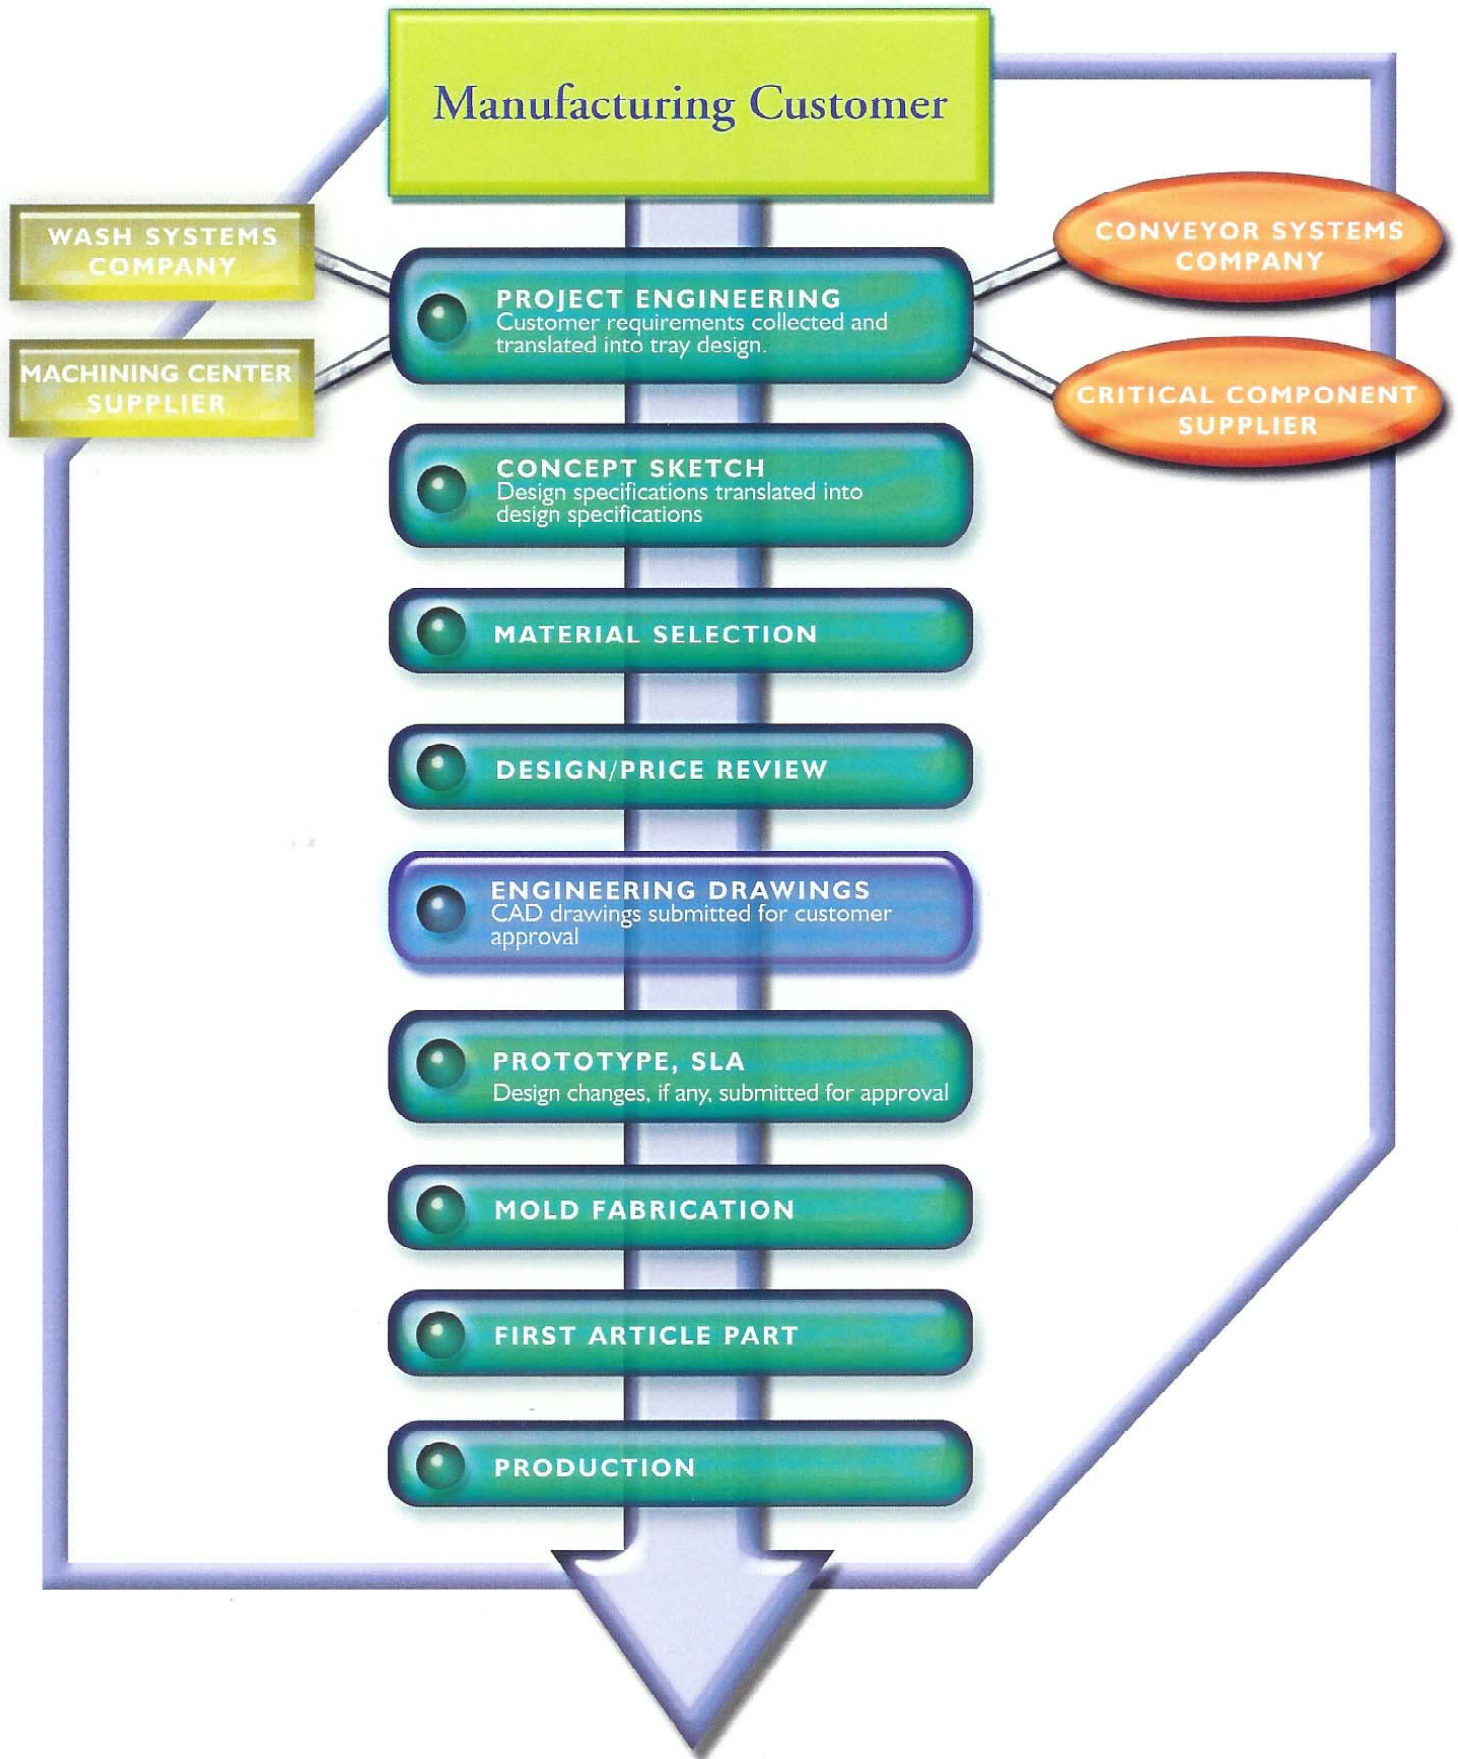 Manufacturing Customer
WASH SYSTEMS
COMPANY
CONVEYOR SYSTEMS
COMPANY
PROJECT ENGINEERING
Customer requirements collected and
translated into tray design.
MACHINING CENTER
SUPPLIER
CRITICAL COMPONENT
SUPPLIER
CONCEPT SKETCH
Design specifications translated into
design specifications
MATERIAL SELECTION
DESIGN/PRICE REVIEW
ENGINEERING DRAWINGS
CAD drawings submitted for customer
approval
PROTOTYPE, SLA
Design changes, if any, submitted for approval
MOLD FABRICATION
FIRST ARTICLE PART
PRODUCTION